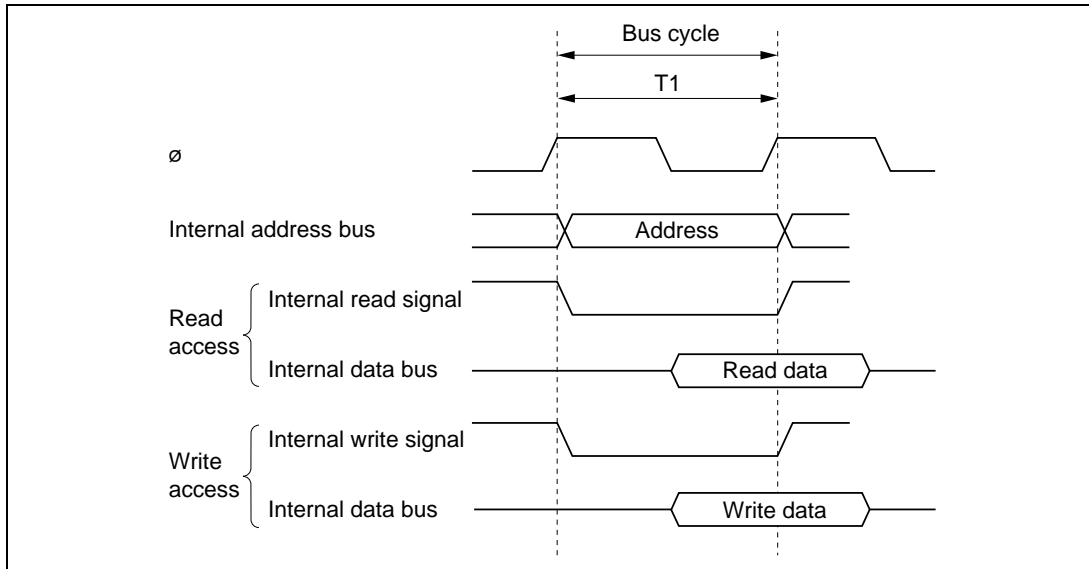 Bus cycle
T1
ø
Internal address bus
Address
Read
access
Internal read signal
Internal data bus
Read data
Write
access
Internal write signal
Internal data bus
Write data